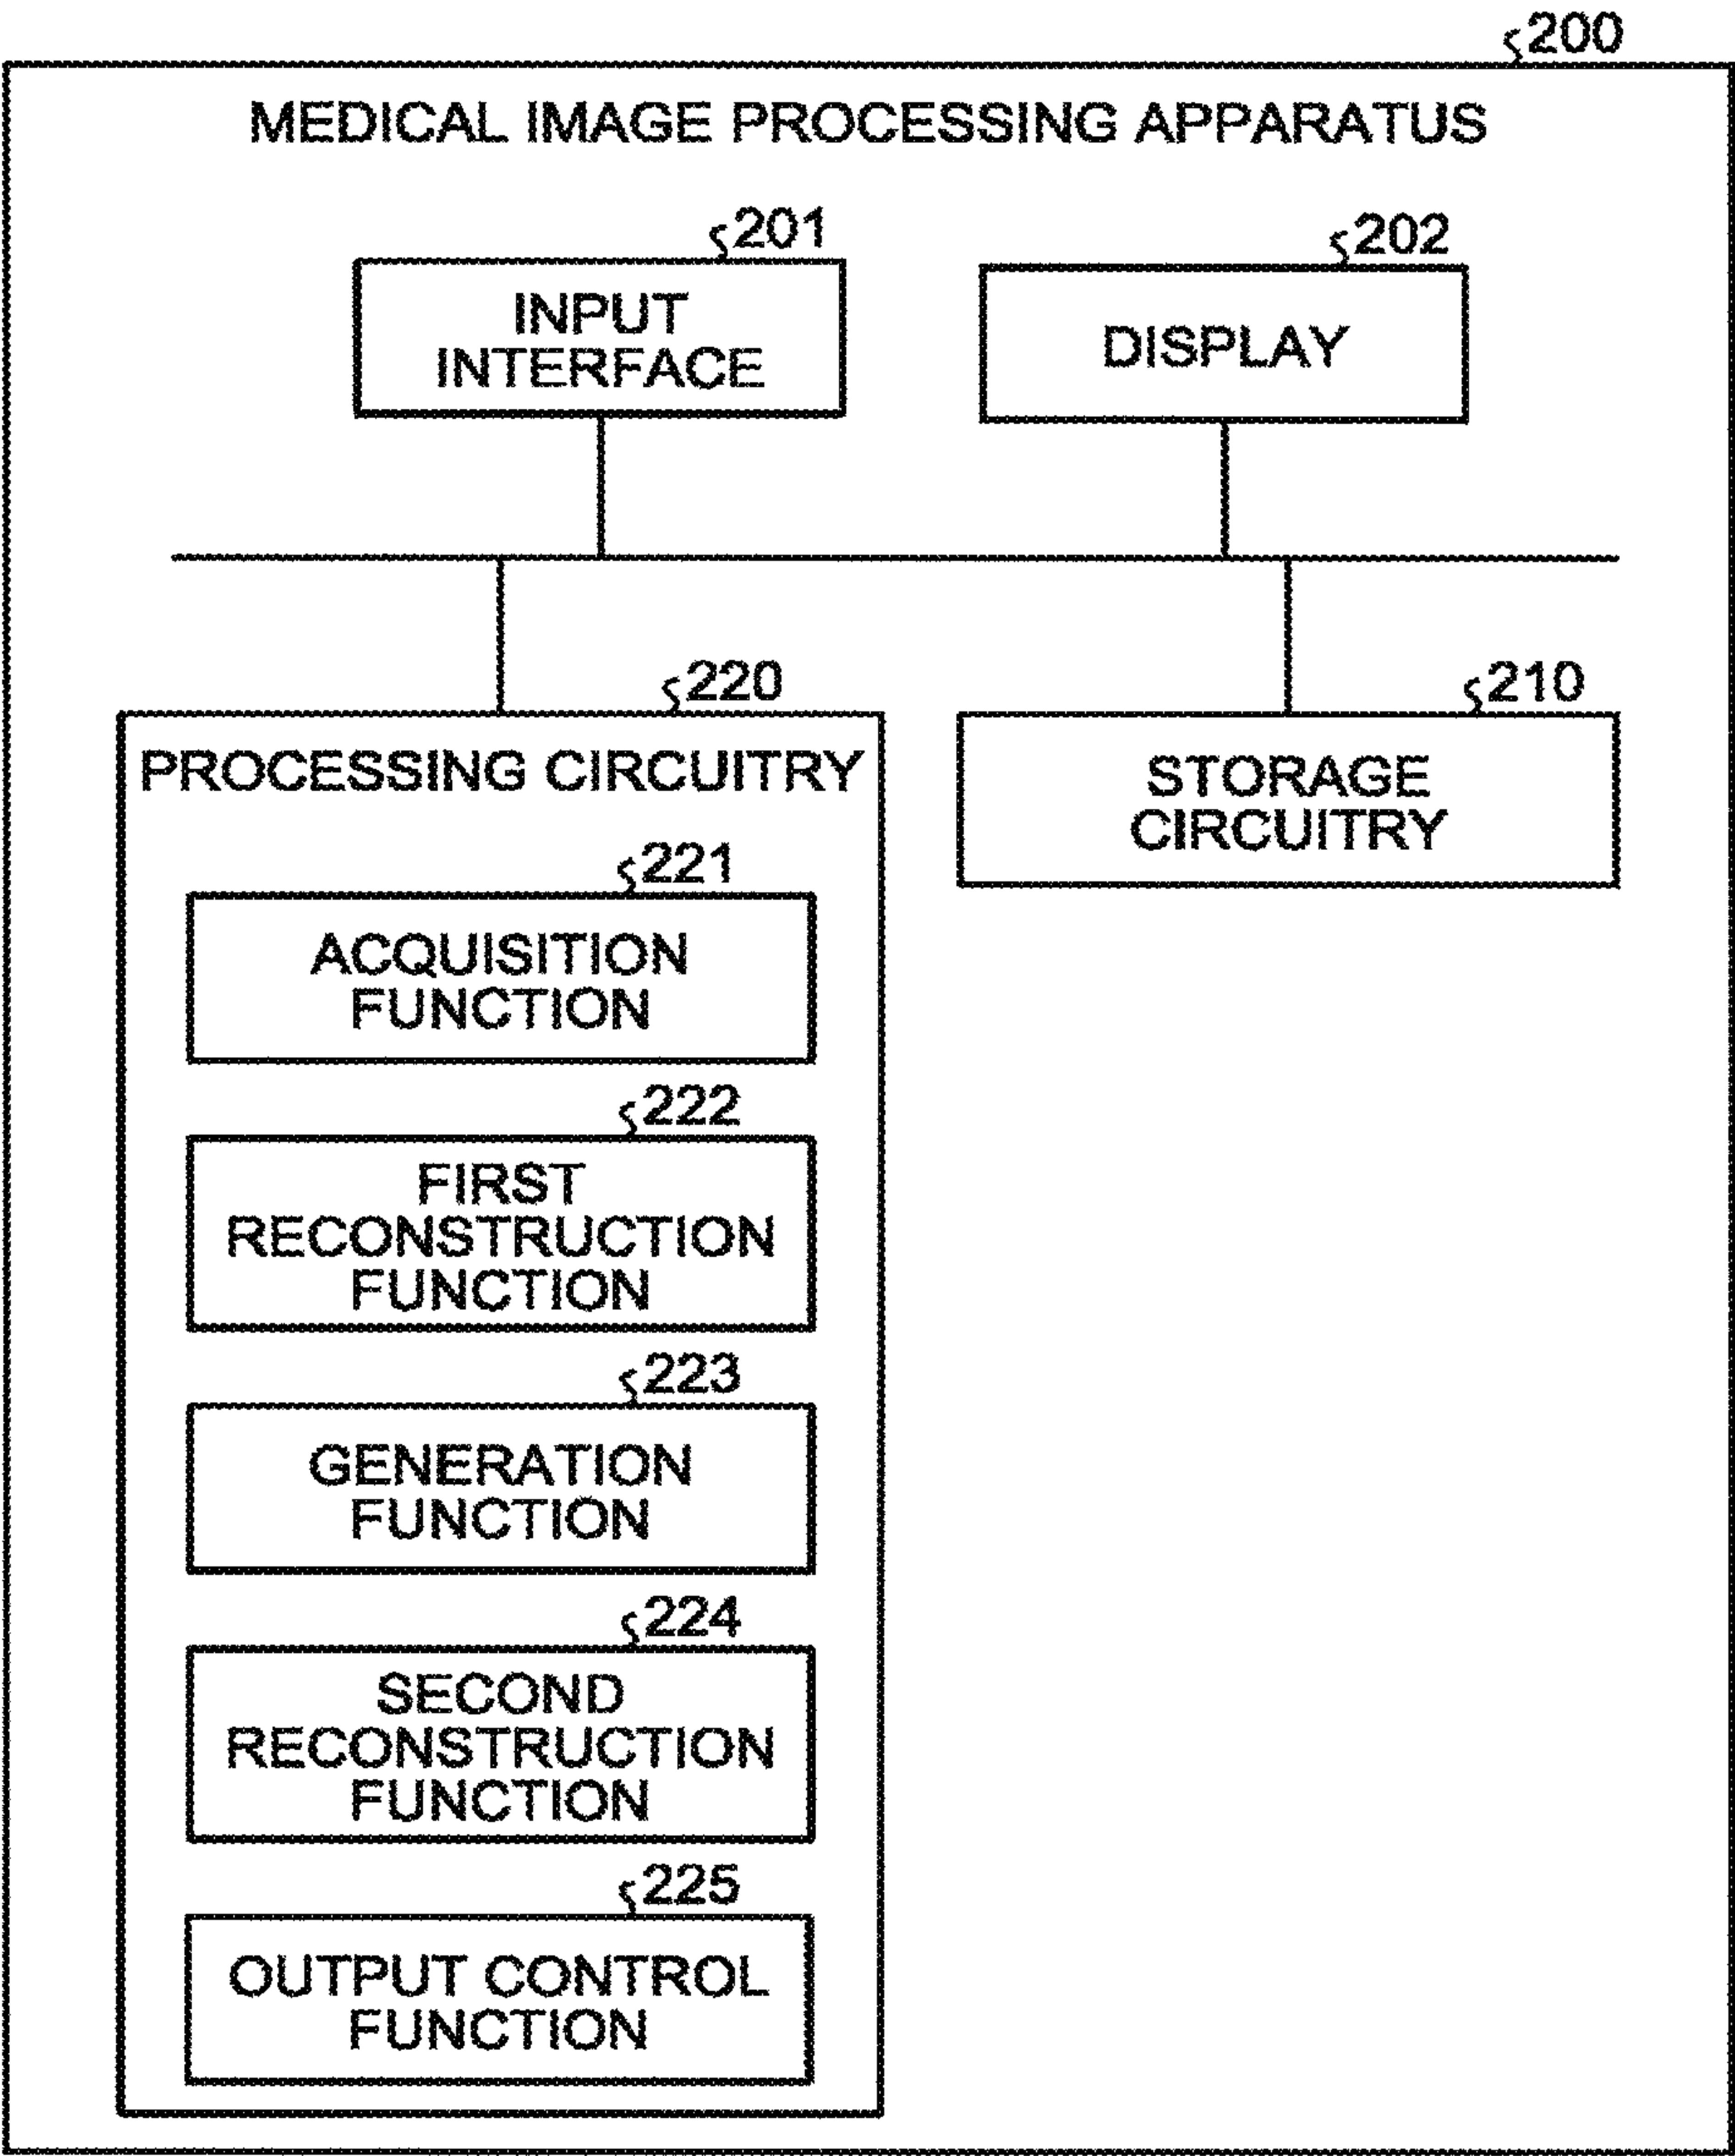 200
MEDICAL IMAGE PROCESSING APPARATUS
201
INPUT
INTERFACE
202
DISPLAY
220
PROCESSING CIRCUITRY
210
STORAGE
CIRCUITRY
221
ACQUISITION
FUNCTION
222
FIRST
RECONSTRUCTION
FUNCTION
223
GENERATION
FUNCTION
224
SECOND
RECONSTRUCTION
FUNCTION
225
OUTPUT CONTROL
FUNCTION